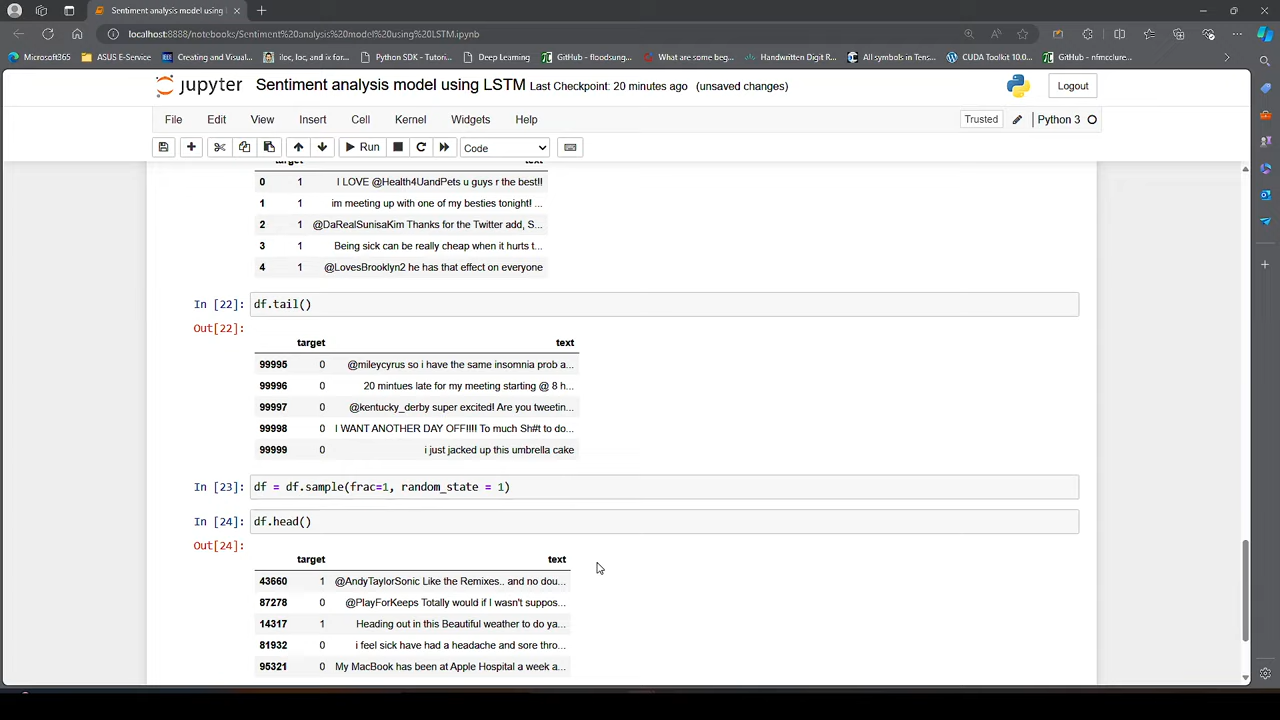 Sentiment analysis model using
localhost:8888/notebooks/Sentiment%20analysis%20model%20using%20LSTM.ipynb
Microsoft365 ASUS E-Service Creating and Visual... iloc, loc, and ix for... Python SDK - Tutori... Deep Learning GitHub - floodsung... What are some beg... Handwritten Digit R... All symbols in Tens... CUDA Toolkit 10.0... GitHub - nfmcclure...
jupyter Sentiment analysis model using LSTM Last Checkpoint: 20 minutes ago (unsaved changes) Logout
File Edit View Insert Cell Kernel Widgets Help Trusted Python 3
Run Code
target text
0 1 I LOVE @Health4UandPets u guys r the best!!
1 1 im meeting up with one of my besties tonight! ...
2 1 @DaRealSunisaKim Thanks for the Twitter add, S...
3 1 Being sick can be really cheap when it hurts t...
4 1 @LovesBrooklyn2 he has that effect on everyone
In [22]: df.tail()
Out[22]:
target text
99995 0 @mileycyrus so i have the same insomnia prob a...
99996 0 20 mintues late for my meeting starting @ 8 h...
99997 0 @kentucky_derby super excited! Are you tweetin...
99998 0 I WANT ANOTHER DAY OFF!!!! To much Sh#t to do...
99999 0 i just jacked up this umbrella cake
In [23]: df = df.sample(frac=1, random_state = 1)
In [24]: df.head()
Out[24]:
target text
43660 1 @AndyTaylorSonic Like the Remixes.. and no dou...
87278 0 @PlayForKeeps Totally would if I wasn't suppos...
14317 1 Heading out in this Beautiful weather to do ya...
81932 0 i feel sick have had a headache and sore thro...
95321 0 My MacBook has been at Apple Hospital a week a...